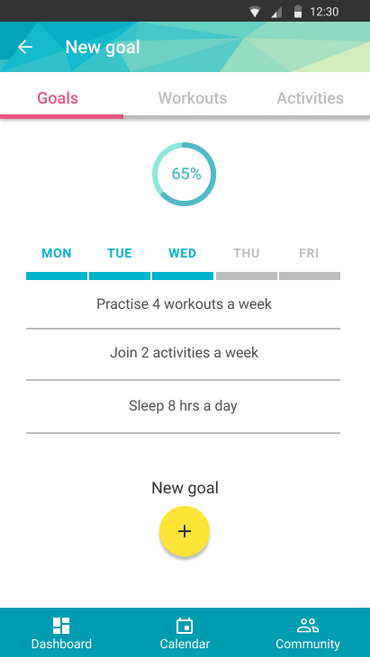 12:30
New goal
Goals Workouts Activities
65%
MON TUE WED THU FRI
Practise 4 workouts a week
Join 2 activities a week
Sleep 8 hrs a day
New goal
+
Dashboard Calendar Community